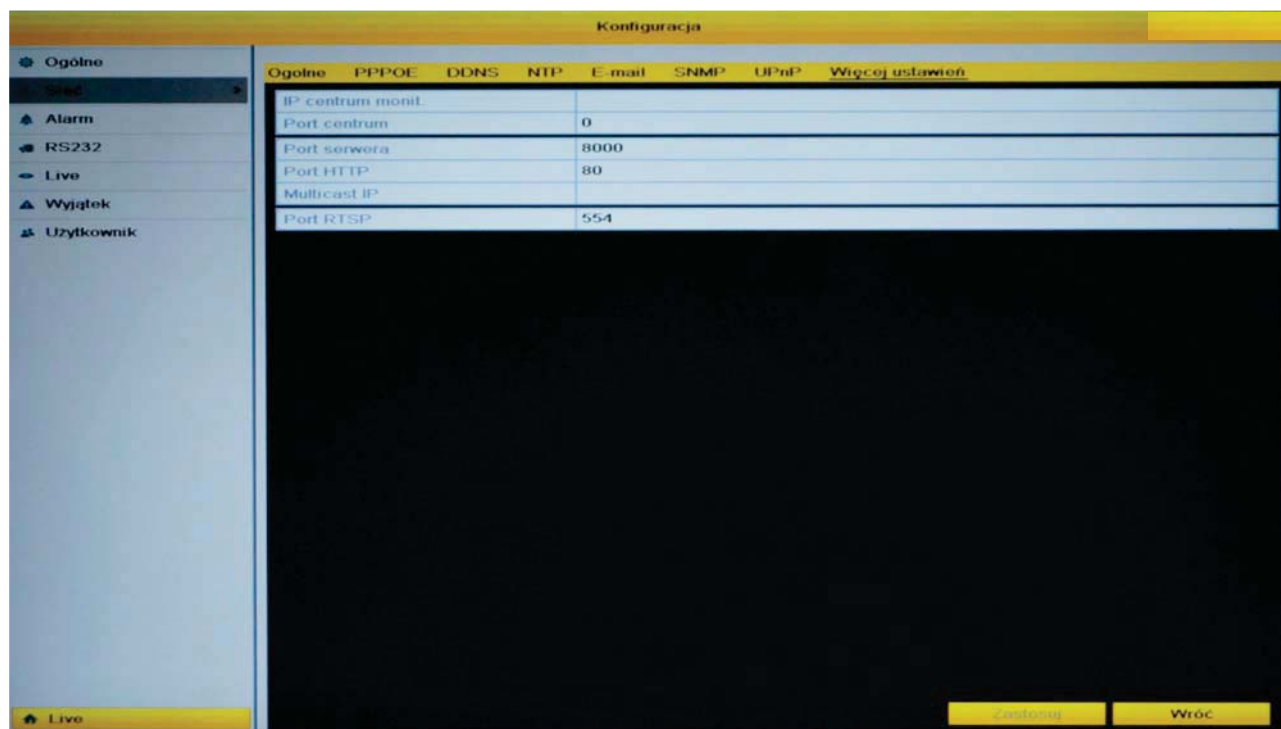 Konfiguracja
Ogólne
Sieć
Alarm
RS232
Live
Wyjątek
Użytkownik
Ogolne PPPOE DDNS NTP E-mail SNMP UPnP Więcej ustawień
IP centrum monit.
Port centrum 0
Port serwera 8000
Port HTTP 80
Multicast IP
Port RTSP 554
Live
Zastosuj Wróć